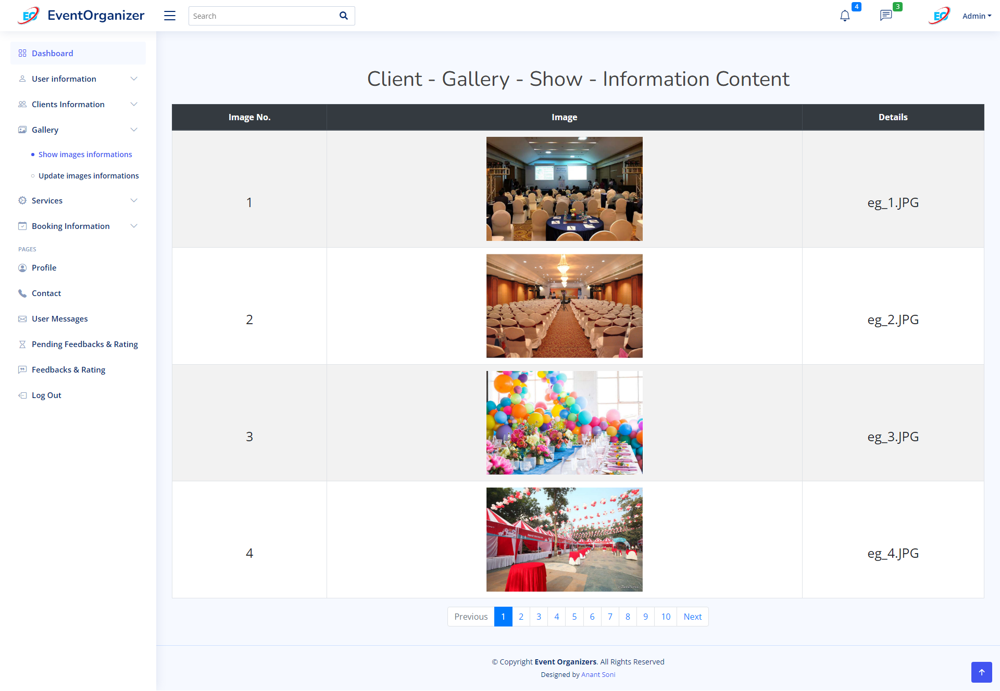 EO EventOrganizer
Search
4
3
EO
Admin
Dashboard
User information
Clients Information
Gallery
Show images informations
Update images informations
Services
Booking Information
PAGES
Profile
Contact
User Messages
Pending Feedbacks & Rating
Feedbacks & Rating
Log Out
Client - Gallery - Show - Information Content
Image No. Image Details
1 eg_1.JPG
2 eg_2.JPG
3 eg_3.JPG
4 eg_4.JPG
Previous 1 2 3 4 5 6 7 8 9 10 Next
© Copyright Event Organizers. All Rights Reserved
Designed by Anant Soni